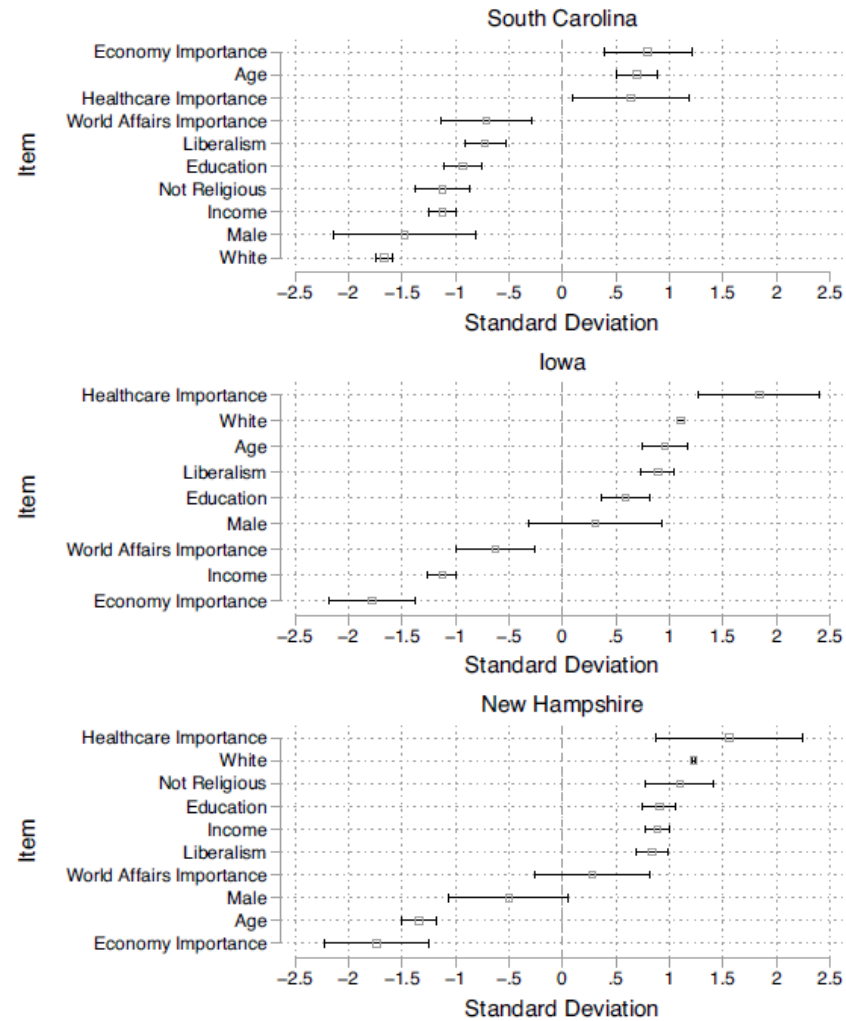 South Carolina
Item
Economy Importance
Age
Healthcare Importance
World Affairs Importance
Liberalism
Education
Not Religious
Income
Male
White
−2.5 −2 −1.5 −1 −.5 0 .5 1 1.5 2 2.5
Standard Deviation
Iowa
Item
Healthcare Importance
White
Age
Liberalism
Education
Male
World Affairs Importance
Income
Economy Importance
−2.5 −2 −1.5 −1 −.5 0 .5 1 1.5 2 2.5
Standard Deviation
New Hampshire
Item
Healthcare Importance
White
Not Religious
Education
Income
Liberalism
World Affairs Importance
Male
Age
Economy Importance
−2.5 −2 −1.5 −1 −.5 0 .5 1 1.5 2 2.5
Standard Deviation